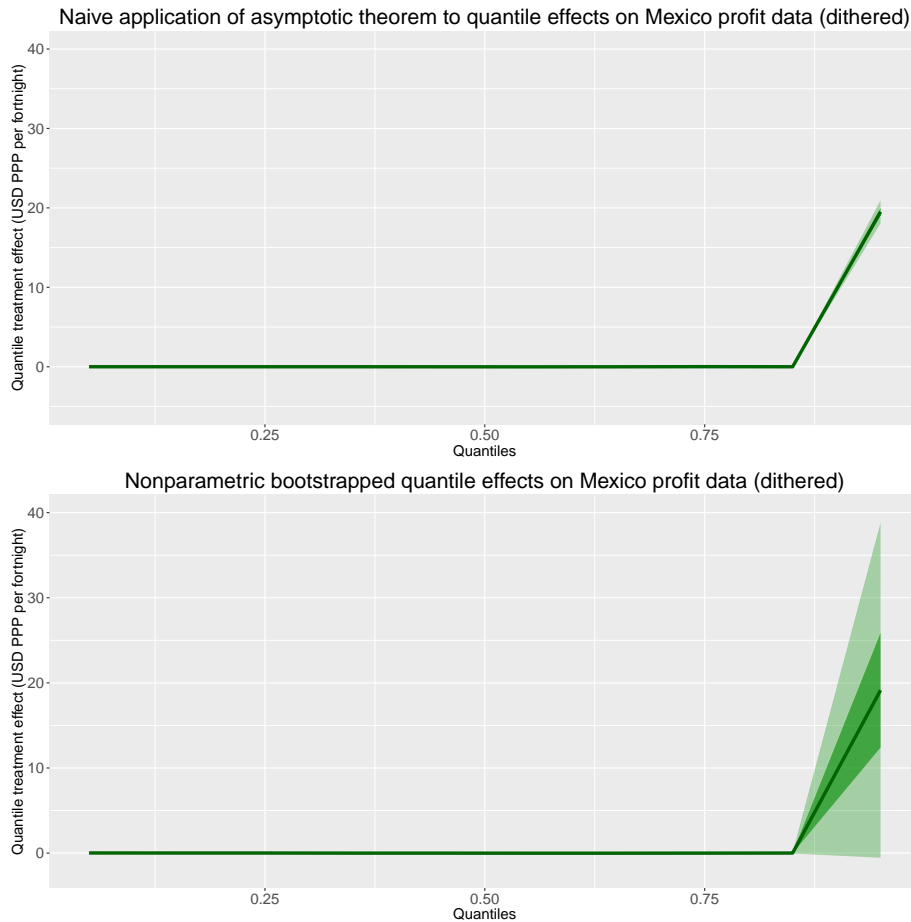 Naive application of asymptotic theorem to quantile effects on Mexico profit data (dithered)
Quantile treatment effect (USD PPP per fortnight)
40
30
20
10
0
0.25 0.50 0.75
Quantiles
Nonparametric bootstrapped quantile effects on Mexico profit data (dithered)
Quantile treatment effect (USD PPP per fortnight)
40
30
20
10
0
0.25 0.50 0.75
Quantiles